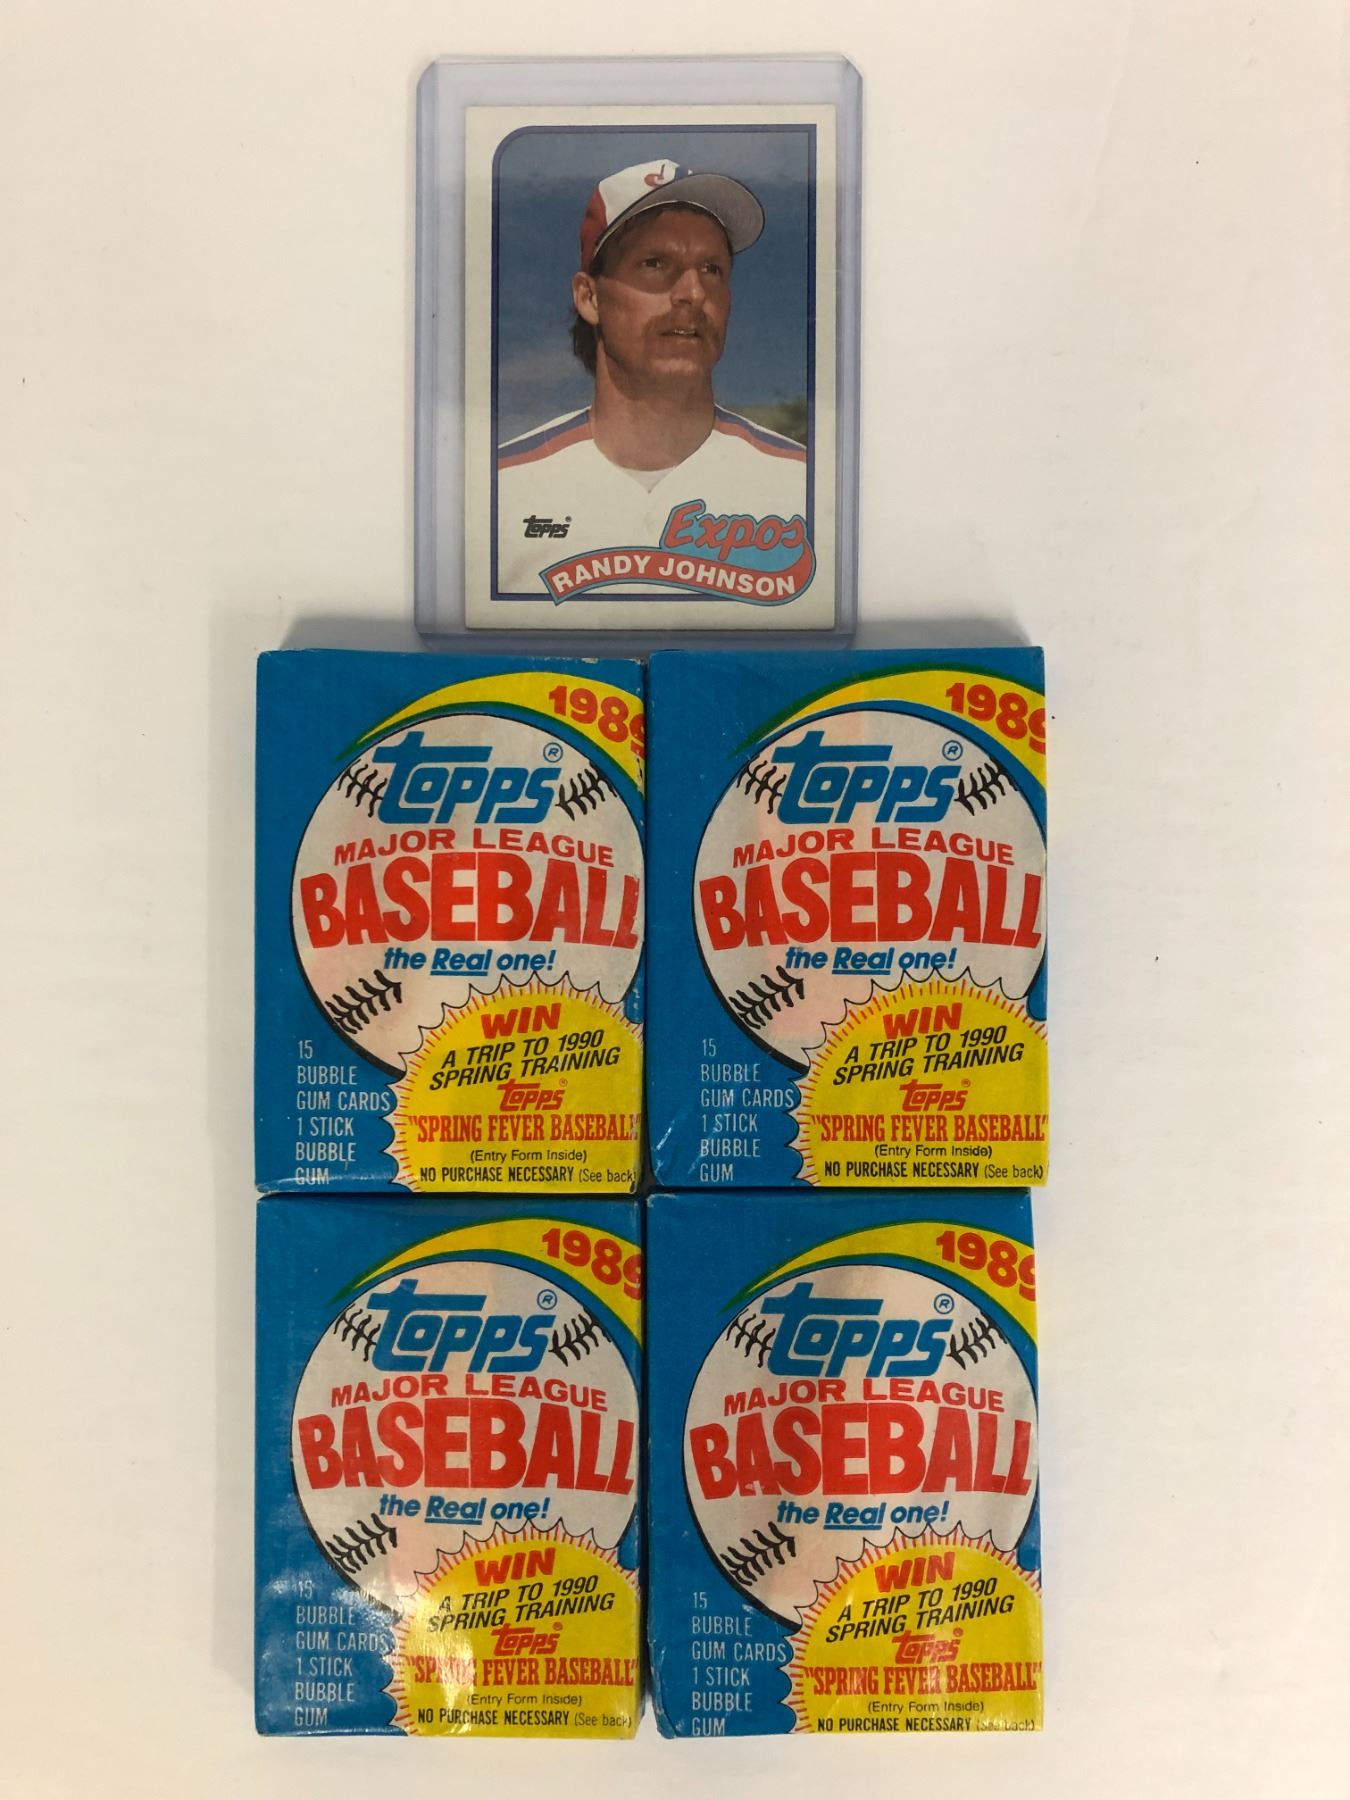 topps®
Expos
RANDY JOHNSON
1989
topps®
MAJOR LEAGUE
BASEBALL
the Real one!
WIN
A TRIP TO 1990
SPRING TRAINING
topps®
"SPRING FEVER BASEBALL"
(Entry Form Inside)
NO PURCHASE NECESSARY (See back)
15
BUBBLE
GUM CARDS
1 STICK
BUBBLE
GUM
1989
topps®
MAJOR LEAGUE
BASEBALL
the Real one!
WIN
A TRIP TO 1990
SPRING TRAINING
topps®
"SPRING FEVER BASEBALL"
(Entry Form Inside)
NO PURCHASE NECESSARY (See back)
15
BUBBLE
GUM CARDS
1 STICK
BUBBLE
GUM
1989
topps®
MAJOR LEAGUE
BASEBALL
the Real one!
WIN
A TRIP TO 1990
SPRING TRAINING
topps®
"SPRING FEVER BASEBALL"
(Entry Form Inside)
NO PURCHASE NECESSARY (See back)
15
BUBBLE
GUM CARDS
1 STICK
BUBBLE
GUM
1989
topps®
MAJOR LEAGUE
BASEBALL
the Real one!
WIN
A TRIP TO 1990
SPRING TRAINING
topps®
"SPRING FEVER BASEBALL"
(Entry Form Inside)
NO PURCHASE NECESSARY (See back)
15
BUBBLE
GUM CARDS
1 STICK
BUBBLE
GUM